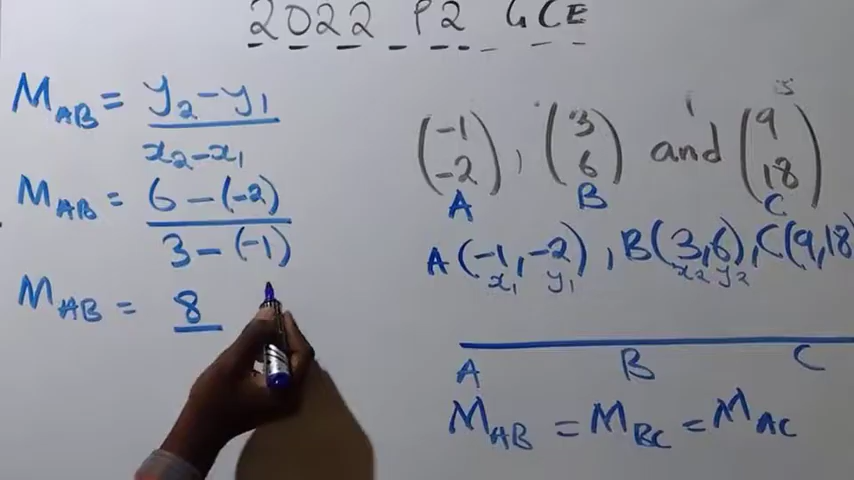 2022 P2 GCE
M_AB = y₂ - y₁ / x₂ - x₁
M_AB = 6 - (-2) / 3 - (-1)
M_AB = 8
(-1 -2), (3 6) and (9 18)
A B C
A(-1, -2), B(3, 6), C(9, 18)
x₁ y₁ x₂ y₂
A B C
M_AB = M_BC = M_AC